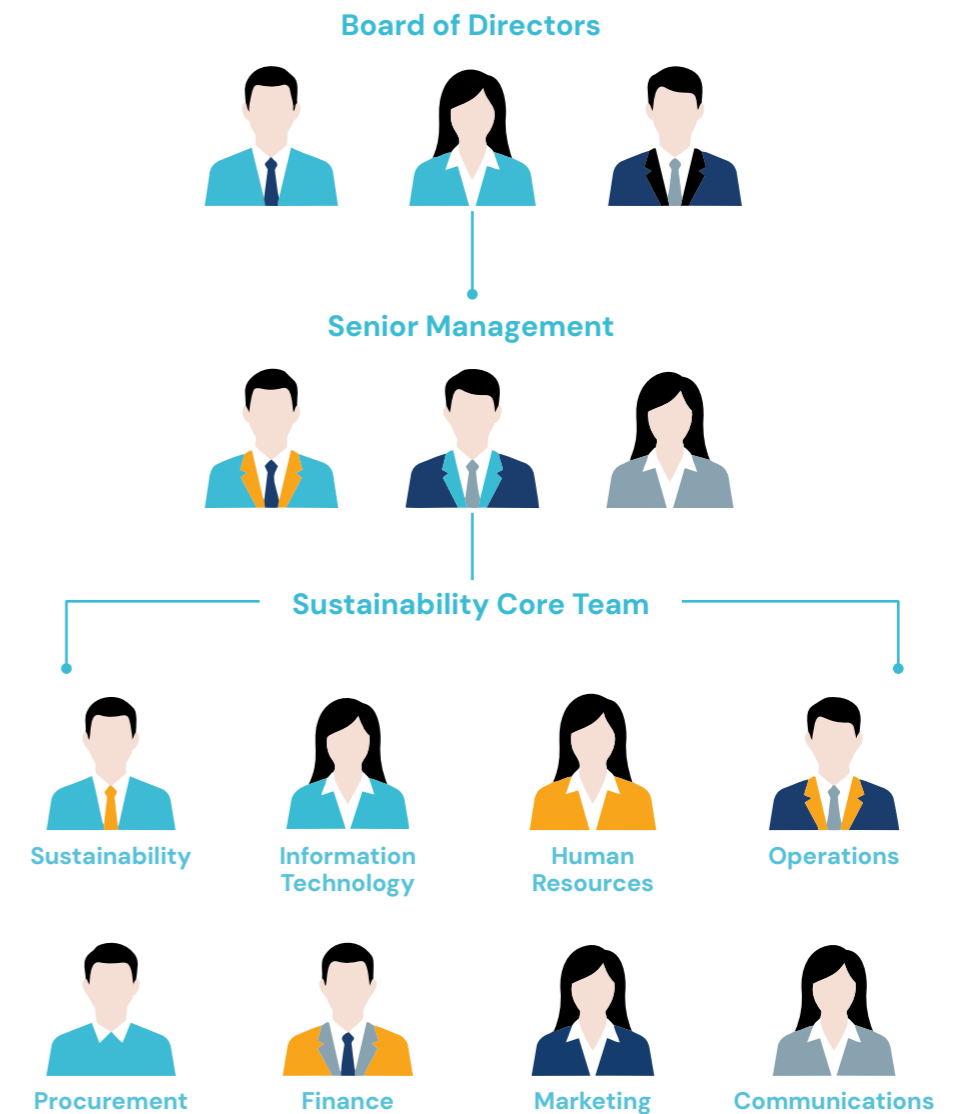 Board of Directors
Senior Management
Sustainability Core Team
Sustainability
Information
Technology
Human
Resources
Operations
Procurement
Finance
Marketing
Communications